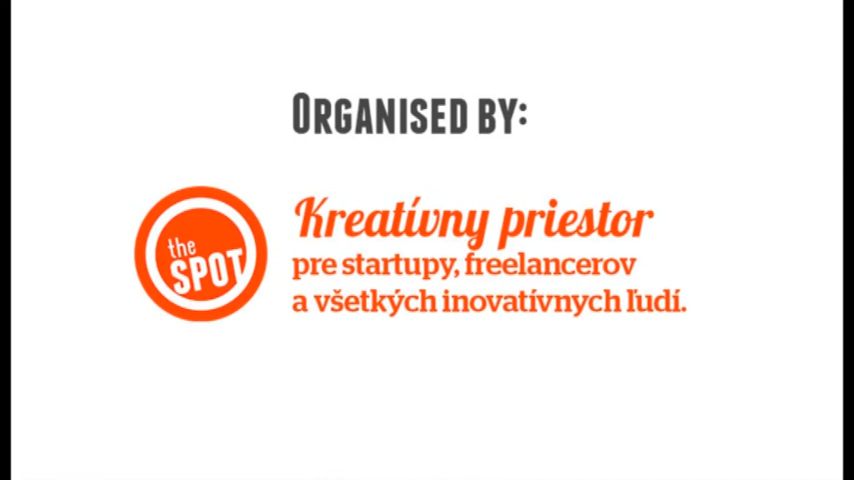 ORGANISED BY:
the
SPOT
Kreatívny priestor
pre startupy, freelancerov
a všetkých inovatívnych ľudí.